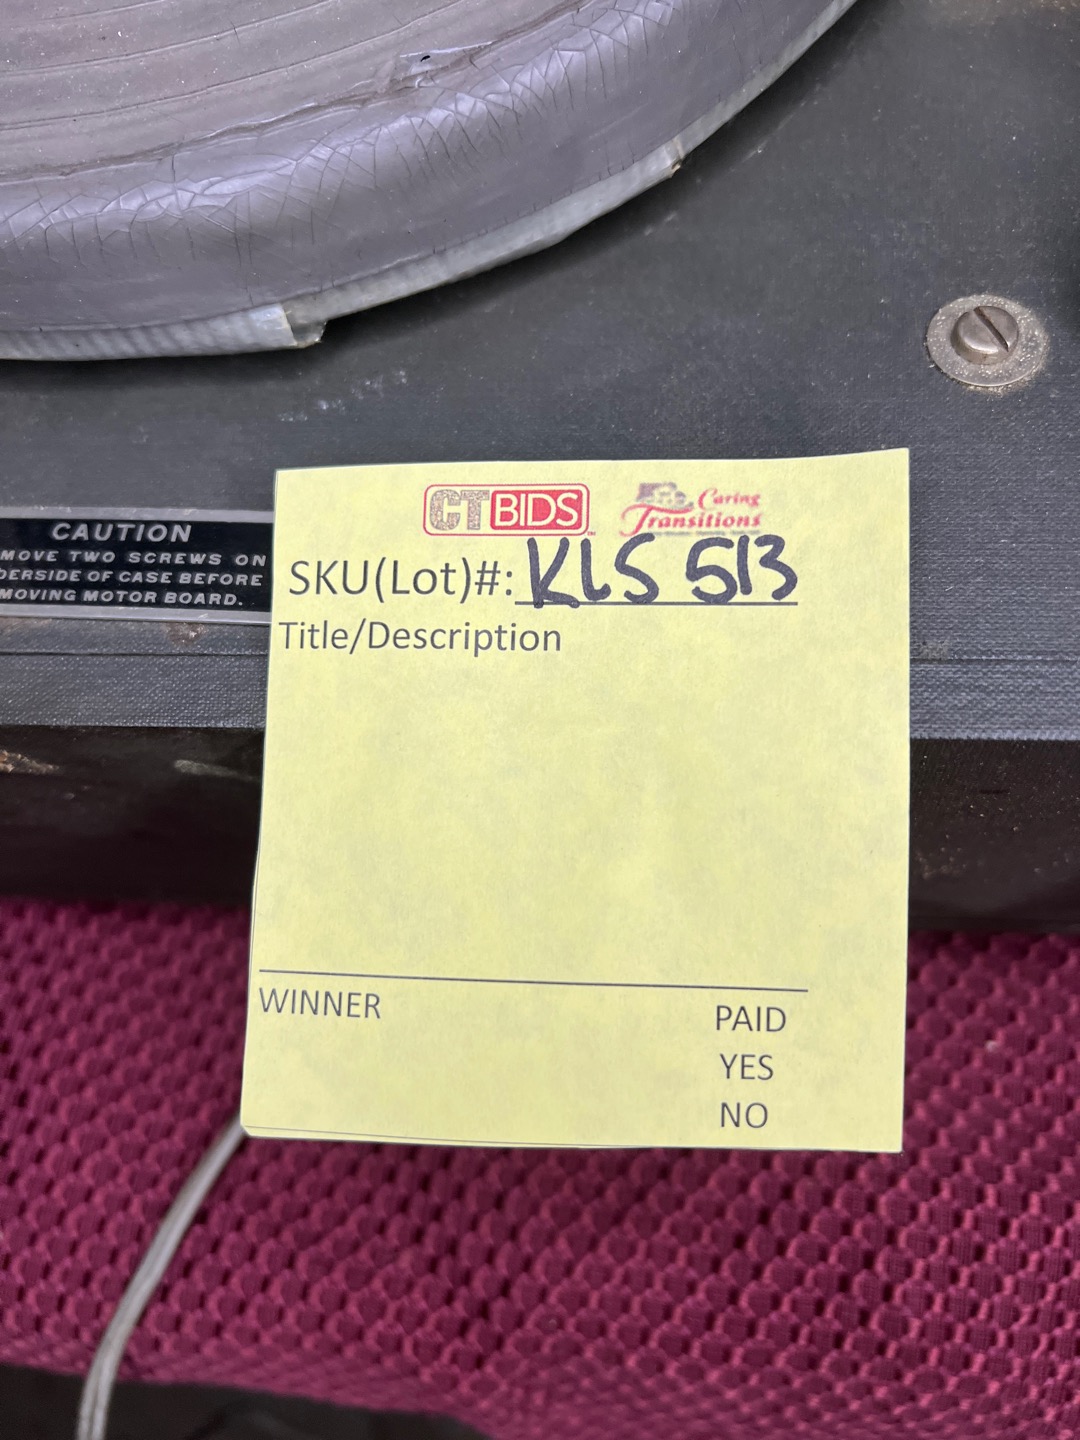 CTBIDS
Caring
Transitions
SKU(Lot)#: KLS 513
Title/Description
WINNER
PAID
YES
NO
CAUTION
MOVE TWO SCREWS ON
DERSIDE OF CASE BEFORE
MOVING MOTOR BOARD.